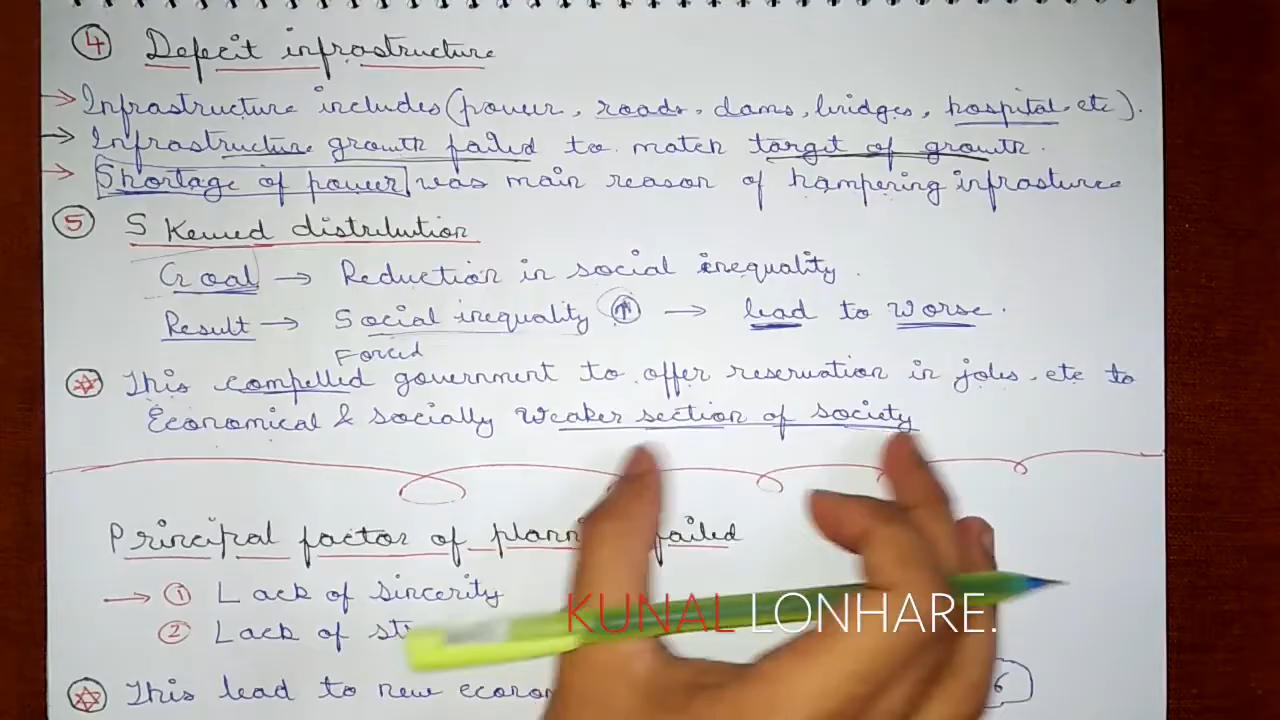 4 Deficit infrastructure
→ Infrastructure includes (power, roads, dams, bridges, hospital etc).
→ Infrastructure growth failed to match target of growth.
→ Shortage of power was main reason of hampering infrasture
5 Skewed distribution
Goal → Reduction in social inequality.
Result → Social inequality ↑ → lead to worse.
Forced
This compelled government to offer reservation in jobs, etc to
Economical & socially weaker section of society
Principal factor of failed
→ 1 Lack of sincerity
2 Lack of
KUNAL LONHARE.
This lead to new